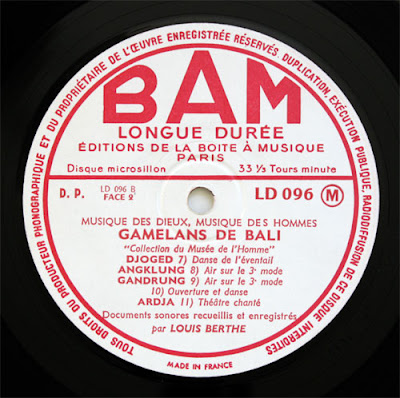 TOUS DROITS DU PRODUCTEUR PHONOGRAPHIQUE ET DU PROPRIÉTAIRE DE L'ŒUVRE ENREGISTRÉE RÉSERVÉS. DUPLICATION, EXÉCUTION PUBLIQUE, RADIODIFFUSION DE CE DISQUE INTERDITES
BAM
LONGUE DURÉE
ÉDITIONS DE LA BOITE À MUSIQUE
PARIS
Disque microsillon 33 ⅓ Tours minute
D. P. LD 096 B LD 096 M
FACE 2
MUSIQUE DES DIEUX, MUSIQUE DES HOMMES
GAMELANS DE BALI
"Collection du Musée de l'Homme"
DJOGED 7) Danse de l'éventail
ANGKLUNG 8) Air sur le 3e mode
GANDRUNG 9) Air sur le 3e mode
10) Ouverture et danse
ARDJA 11) Théâtre chanté
Documents sonores recueillis et enregistrés
par LOUIS BERTHE
MADE IN FRANCE